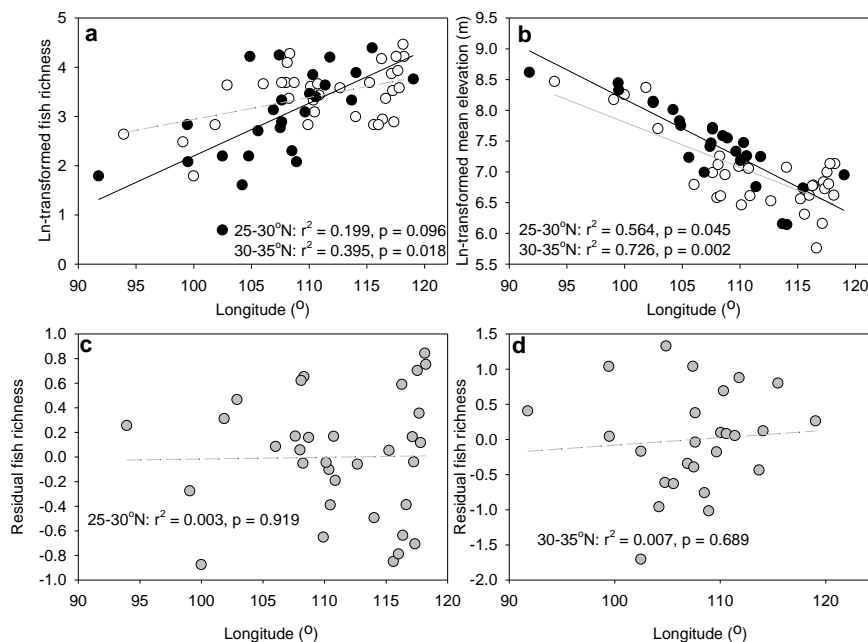 a
Ln-transformed fish richness
5
4
3
2
1
0
25-30°N: r² = 0.199, p = 0.096
30-35°N: r² = 0.395, p = 0.018
90 95 100 105 110 115 120
Longitude (O)
b
Ln-transformed mean elevation (m)
9.0
8.5
8.0
7.5
7.0
6.5
6.0
5.5
25-30°N: r² = 0.564, p = 0.045
30-35°N: r² = 0.726, p = 0.002
90 95 100 105 110 115 120
Longitude (O)
c
Residual fish richness
1.0
0.8
0.6
0.4
0.2
0.0
-0.2
-0.4
-0.6
-0.8
-1.0
25-30°N: r² = 0.003, p = 0.919
90 95 100 105 110 115 120
Longitude (O)
d
Residual fish richness
1.5
1.0
0.5
0.0
-0.5
-1.0
-1.5
-2.0
30-35°N: r² = 0.007, p = 0.689
90 95 100 105 110 115 120
Longitude (O)